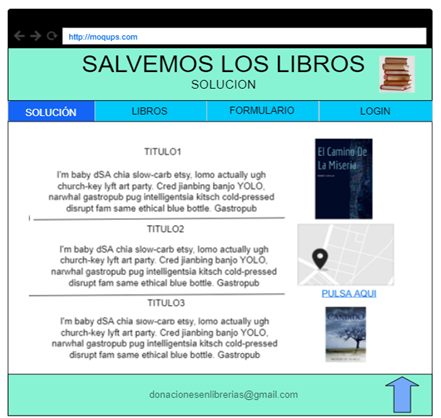 http://moqups.com
SALVEMOS LOS LIBROS
SOLUCION
SOLUCIÓN LIBROS FORMULARIO LOGIN
TITULO1
I'm baby dSA chia slow-carb etsy, lomo actually ugh
church-key lyft art party. Cred jianbing banjo YOLO,
narwhal gastropub pug intelligentsia kitsch cold-pressed
disrupt fam same ethical blue bottle. Gastropub
El Camino De
La Miseria
TITULO2
I'm baby dSA chia slow-carb etsy, lomo actually ugh
church-key lyft art party. Cred jianbing banjo YOLO,
narwhal gastropub pug intelligentsia kitsch cold-pressed
disrupt fam same ethical blue bottle. Gastropub
PULSA AQUI
TITULO3
I'm baby dSA chia slow-carb etsy, lomo actually ugh
church-key lyft art party. Cred jianbing banjo YOLO,
narwhal gastropub pug intelligentsia kitsch cold-pressed
disrupt fam same ethical blue bottle. Gastropub
donacionesenlibrerias@gmail.com